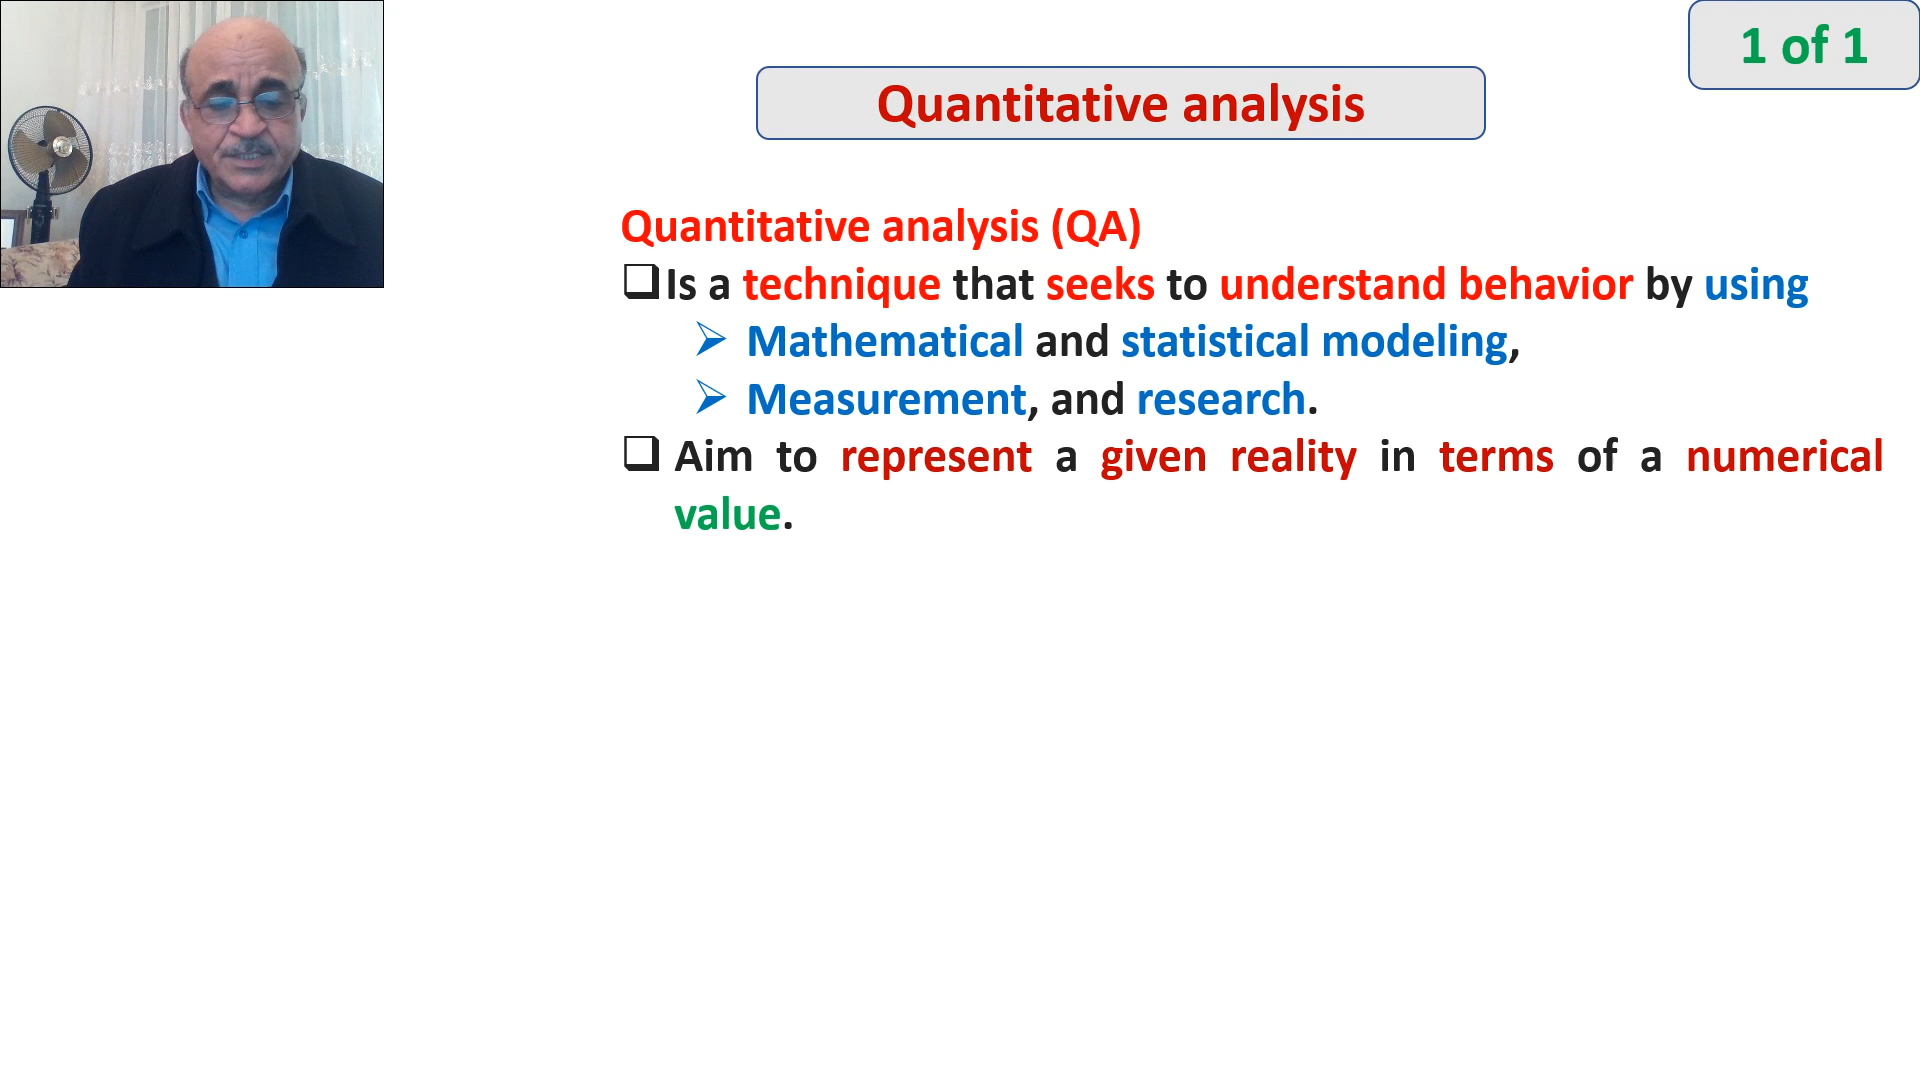 1 of 1
Quantitative analysis
Quantitative analysis (QA)
Is a technique that seeks to understand behavior by using
Mathematical and statistical modeling,
Measurement, and research.
Aim to represent a given reality in terms of a numerical
value.